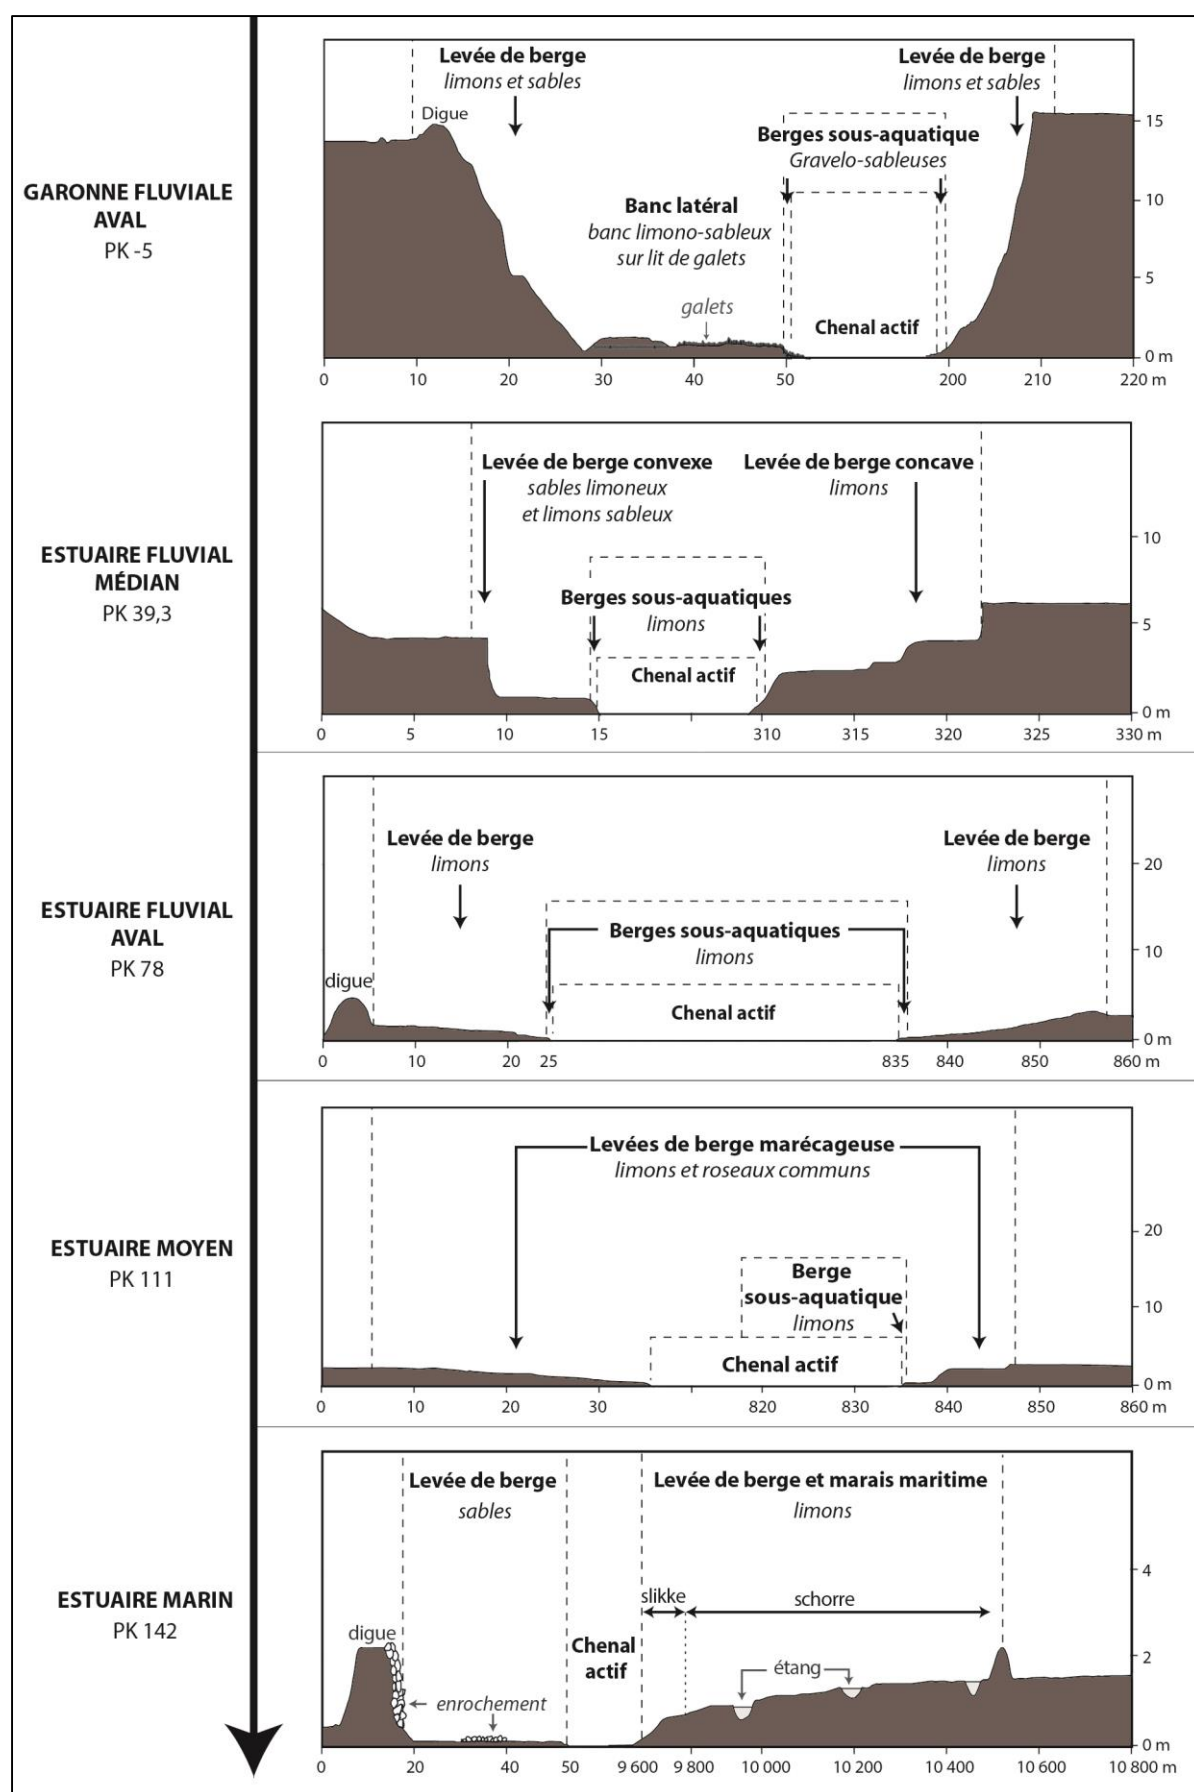 GARONNE FLUVIALE
AVAL
PK -5
Levée de berge
limons et sables
Digue
Levée de berge
limons et sables
Berges sous-aquatique
Gravelo-sableuses
Banc latéral
banc limono-sableux
sur lit de galets
galets
Chenal actif
15
10
5
0 m
0 10 20 30 40 50 200 210 220 m
ESTUAIRE FLUVIAL
MÉDIAN
PK 39,3
Levée de berge convexe
sables limoneux
et limons sableux
Levée de berge concave
limons
Berges sous-aquatiques
limons
Chenal actif
10
5
0 m
0 5 10 15 310 315 320 325 330 m
ESTUAIRE FLUVIAL
AVAL
PK 78
Levée de berge
limons
Levée de berge
limons
Berges sous-aquatiques
limons
digue
Chenal actif
20
10
0 m
0 10 20 25 835 840 850 860 m
ESTUAIRE MOYEN
PK 111
Levées de berge marécageuse
limons et roseaux communs
Berge
sous-aquatique
limons
Chenal actif
20
10
0 m
0 10 20 30 820 830 840 850 860 m
ESTUAIRE MARIN
PK 142
Levée de berge
sables
Levée de berge et marais maritime
limons
slikke
schorre
digue
Chenal
actif
étang
enrochement
4
2
0 m
0 20 40 50 9 600 9 800 10 000 10 200 10 400 10 600 10 800 m